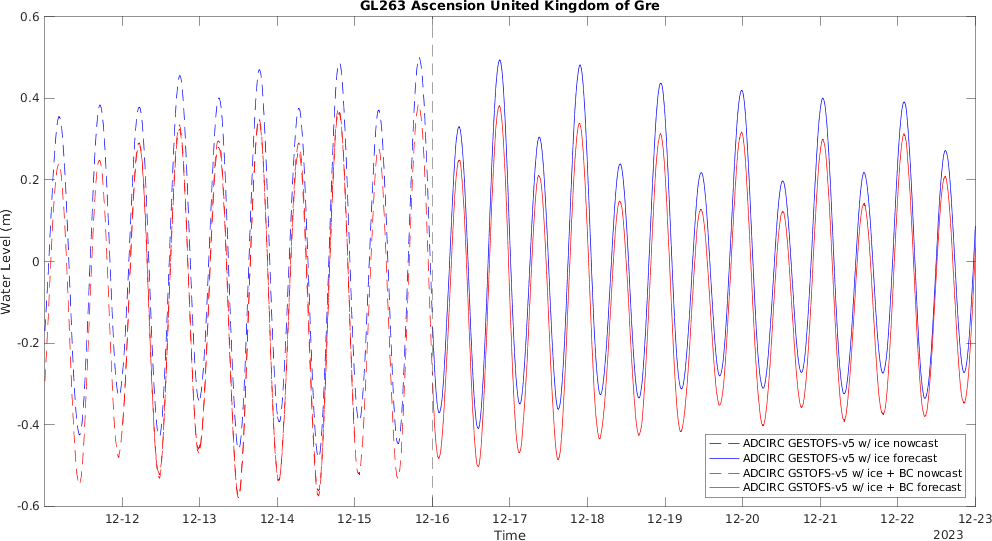 GL263 Ascension United Kingdom of Gre
0.6
0.4
0.2
0
-0.2
-0.4
-0.6
Water Level (m)
ADCIRC GESTOFS-v5 w/ ice nowcast
ADCIRC GESTOFS-v5 w/ ice forecast
ADCIRC GSTOFS-v5 w/ ice + BC nowcast
ADCIRC GSTOFS-v5 w/ ice + BC forecast
12-12 12-13 12-14 12-15 12-16 12-17 12-18 12-19 12-20 12-21 12-22 12-23
Time
2023